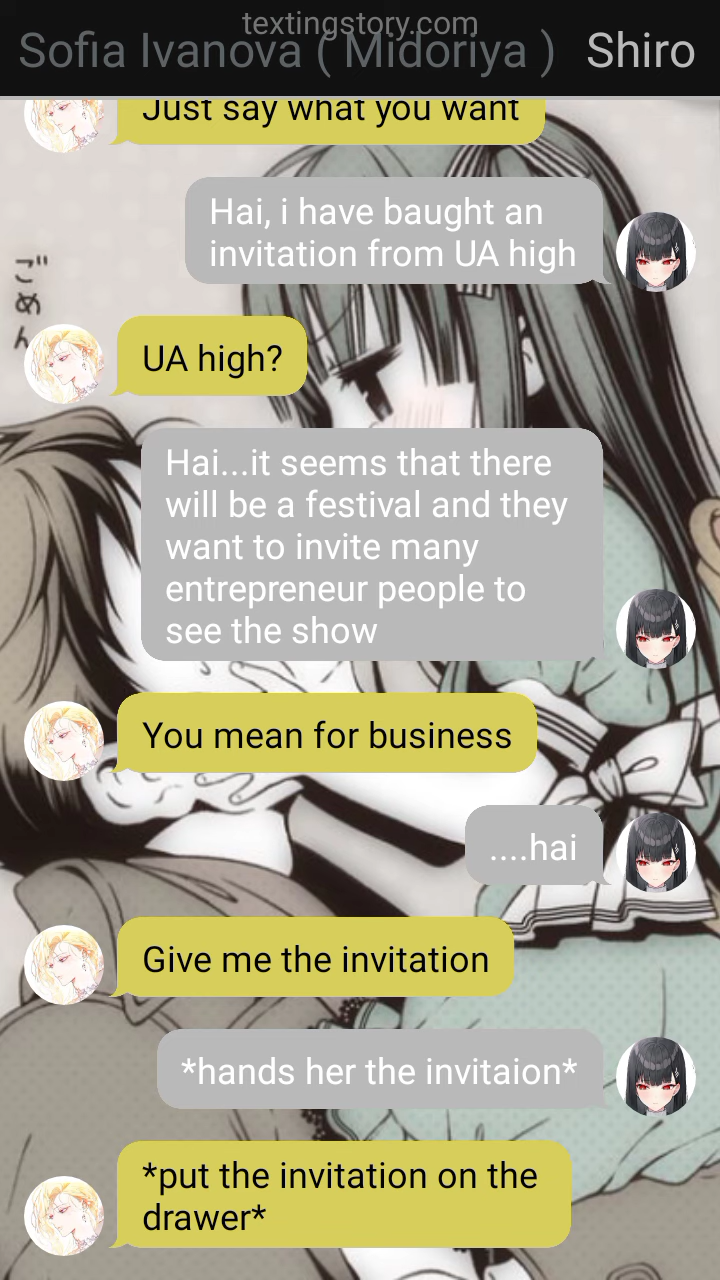 textingstory.com
Sofia Ivanova ( Midoriya ) Shiro
Just say what you want
Hai, i have baught an
invitation from UA high
ごめん
UA high?
Hai...it seems that there
will be a festival and they
want to invite many
entrepreneur people to
see the show
You mean for business
....hai
Give me the invitation
*hands her the invitaion*
*put the invitation on the
drawer*